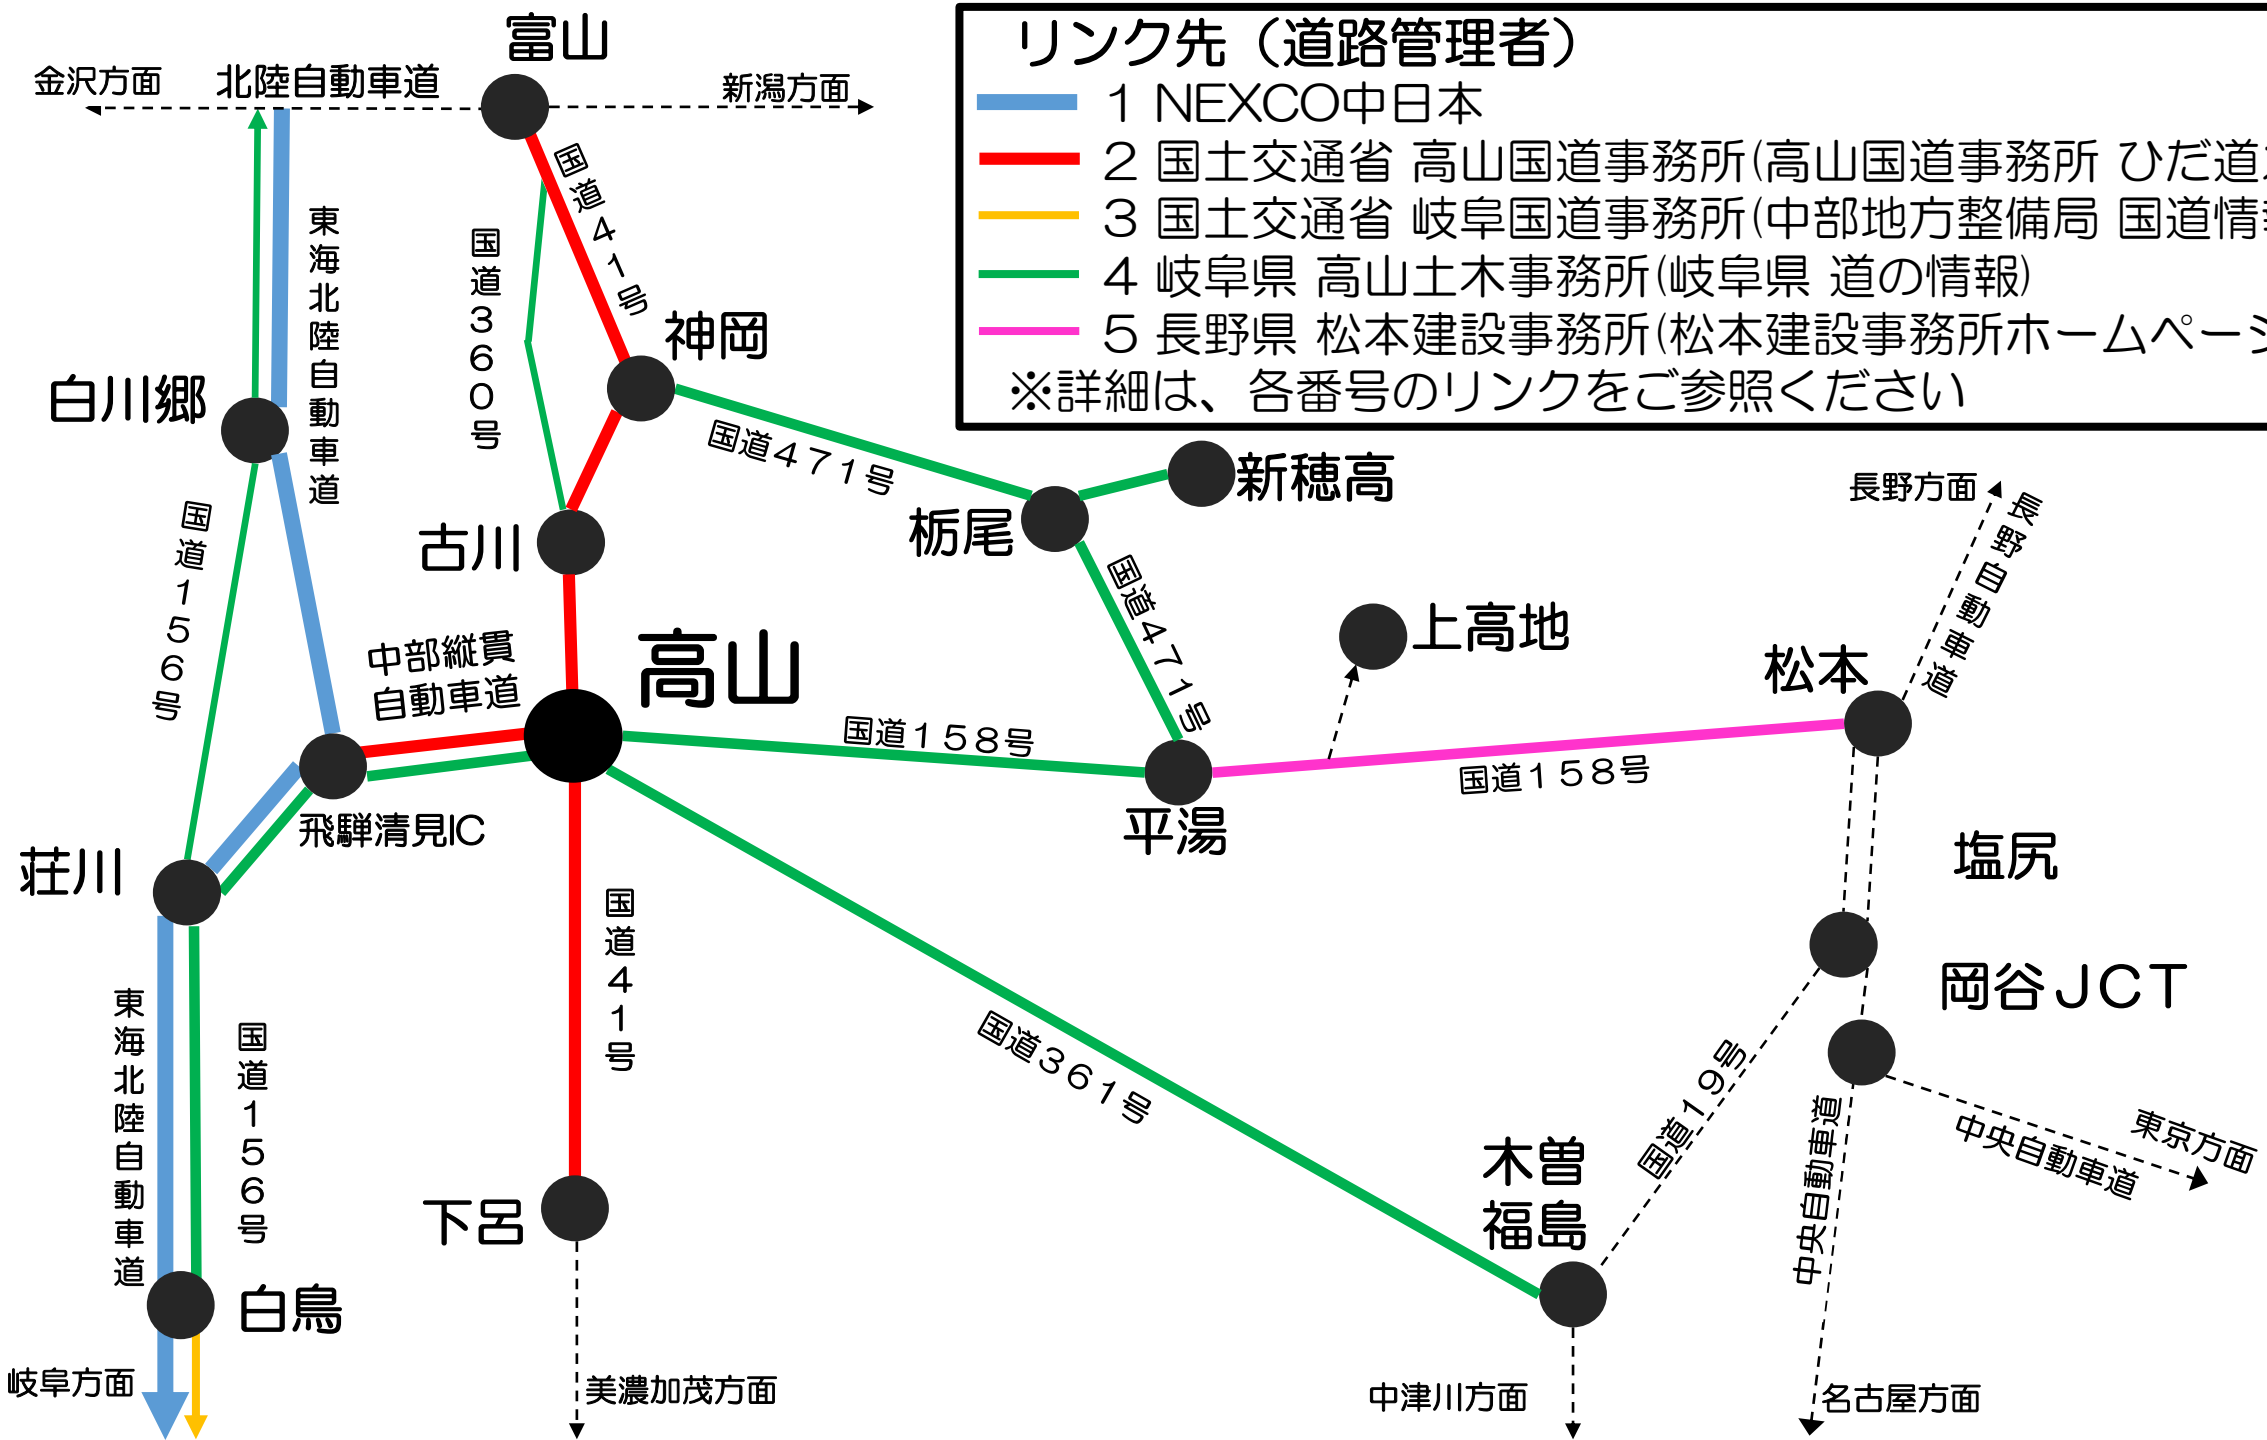 富山
金沢方面
北陸自動車道
新潟方面
リンク先（道路管理者）
１ NEXCO中日本
２ 国土交通省 高山国道事務所(高山国道事務所 ひだ道
３ 国土交通省 岐阜国道事務所(中部地方整備局 国道情
４ 岐阜県 高山土木事務所(岐阜県 道の情報)
５ 長野県 松本建設事務所(松本建設事務所ホームページ
※詳細は、各番号のリンクをご参照ください
国道４１号
東海北陸自動車道
国道３６０号
神岡
白川郷
国道４７１号
新穂高
長野方面
長野自動車道
国道１５６号
栃尾
古川
国道４７１号
上高地
中部縦貫
自動車道
高山
松本
国道１５８号
国道１５８号
飛騨清見IC
平湯
荘川
塩尻
国道４１号
岡谷ＪＣＴ
東海北陸自動車道
国道１５６号
国道３６１号
国道１９号
中央自動車道
中央自動車道
東京方面
木曽
福島
下呂
白鳥
岐阜方面
美濃加茂方面
中津川方面
名古屋方面